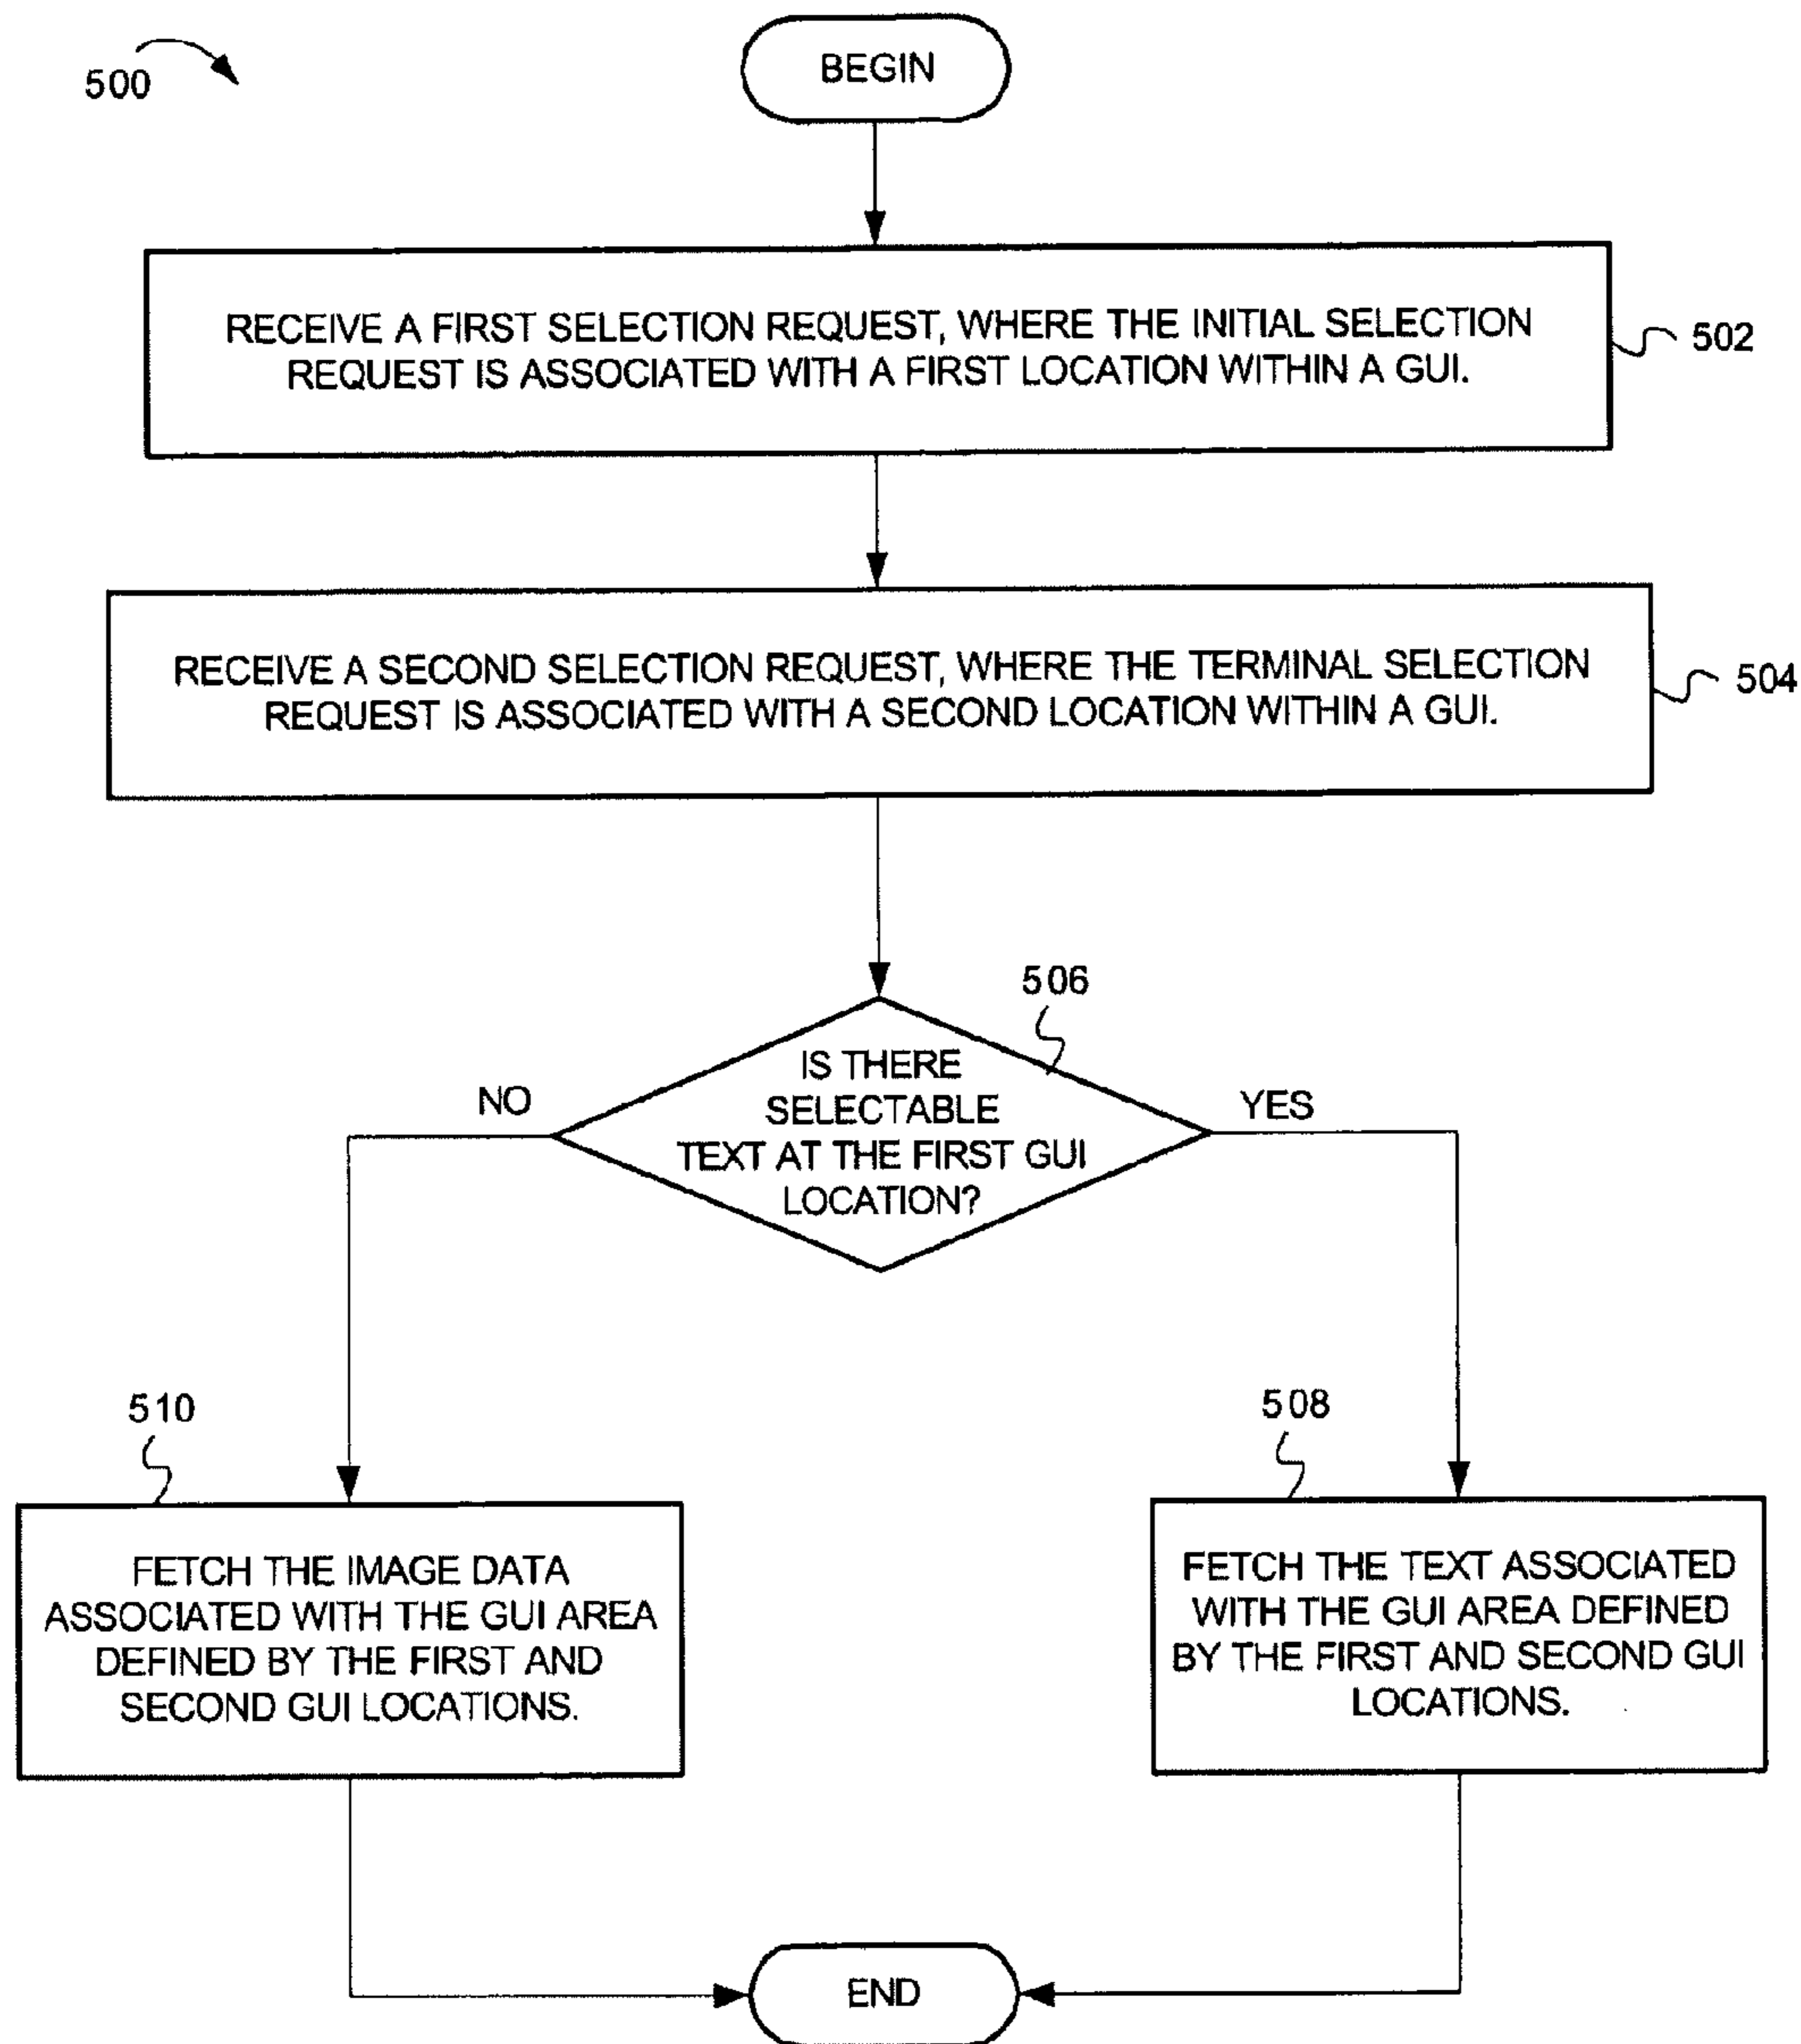 500
BEGIN
RECEIVE A FIRST SELECTION REQUEST, WHERE THE INITIAL SELECTION
REQUEST IS ASSOCIATED WITH A FIRST LOCATION WITHIN A GUI.
502
RECEIVE A SECOND SELECTION REQUEST, WHERE THE TERMINAL SELECTION
REQUEST IS ASSOCIATED WITH A SECOND LOCATION WITHIN A GUI.
504
506
IS THERE
SELECTABLE
TEXT AT THE FIRST GUI
LOCATION?
NO
YES
510
FETCH THE IMAGE DATA
ASSOCIATED WITH THE GUI AREA
DEFINED BY THE FIRST AND
SECOND GUI LOCATIONS.
508
FETCH THE TEXT ASSOCIATED
WITH THE GUI AREA DEFINED
BY THE FIRST AND SECOND GUI
LOCATIONS.
END